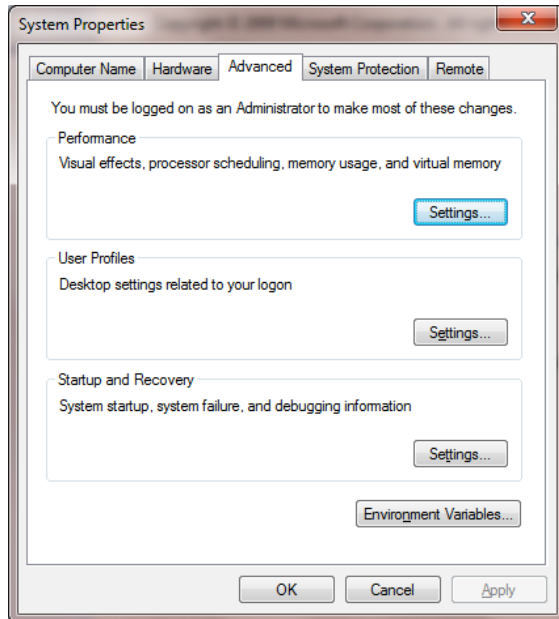 System Properties
Computer Name Hardware Advanced System Protection Remote
You must be logged on as an Administrator to make most of these changes.
Performance
Visual effects, processor scheduling, memory usage, and virtual memory
Settings...
User Profiles
Desktop settings related to your logon
Settings...
Startup and Recovery
System startup, system failure, and debugging information
Settings...
Environment Variables...
OK Cancel Apply